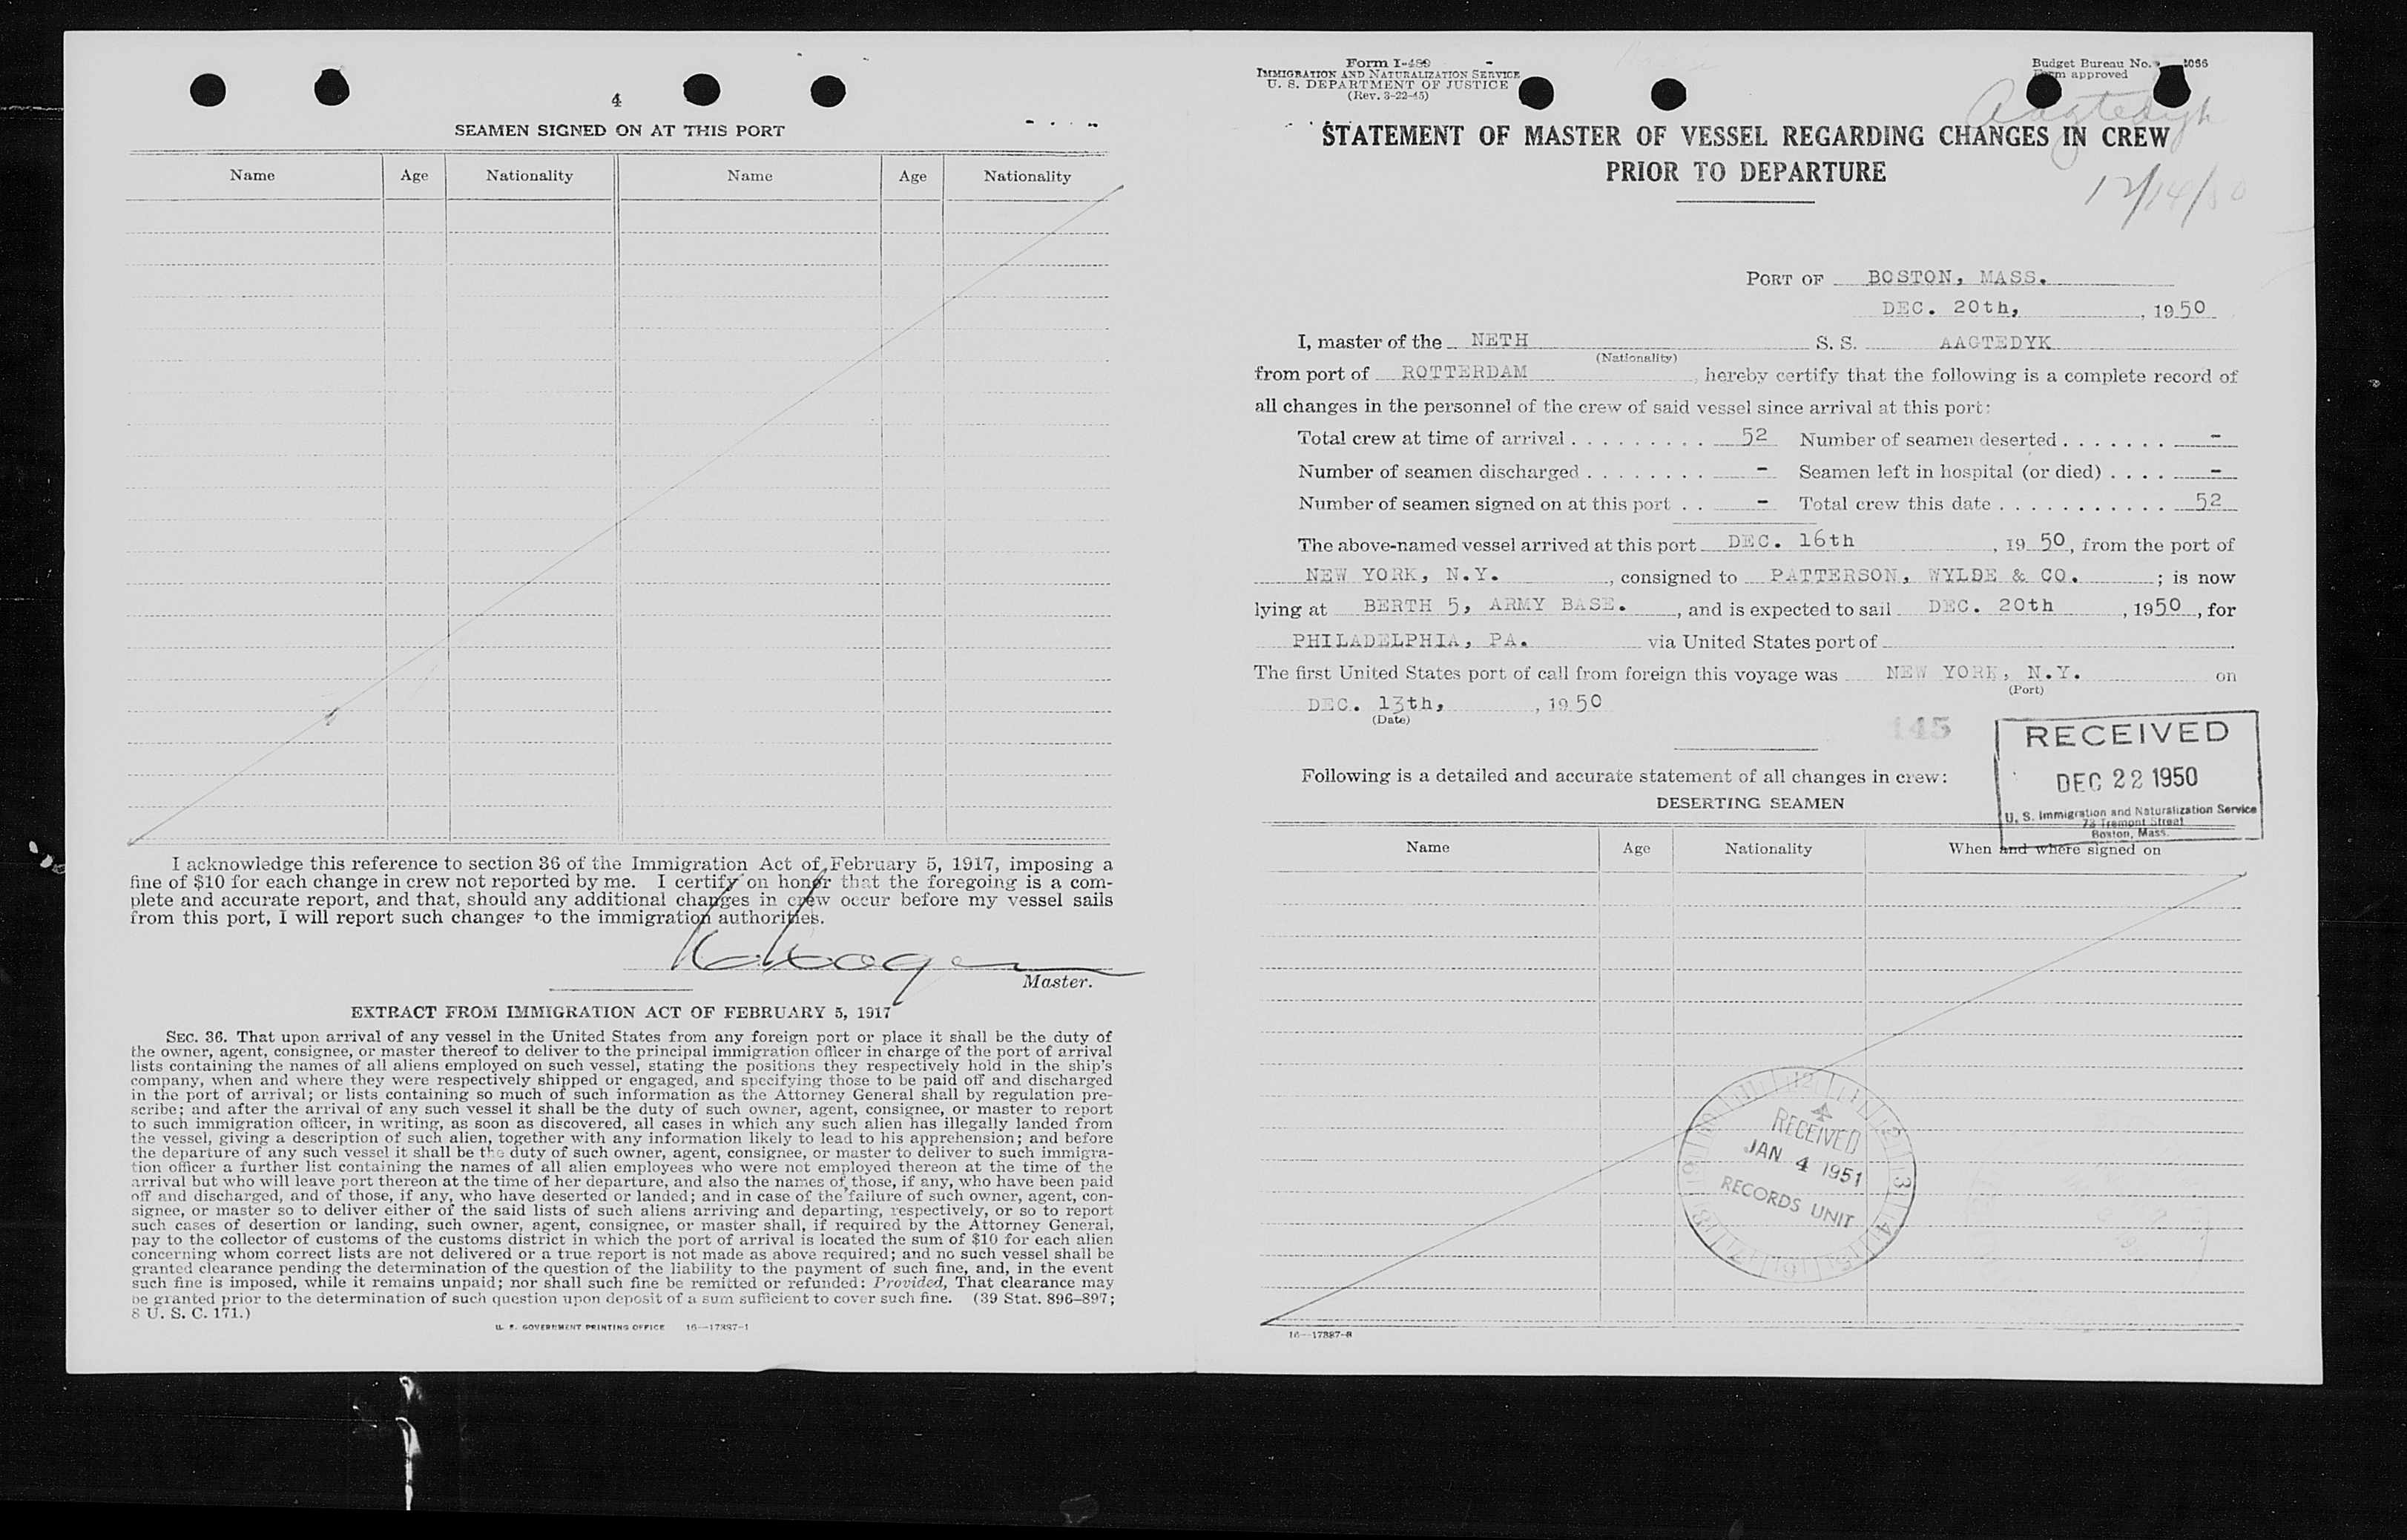 4
SEAMEN SIGNED ON AT THIS PORT
Name Age Nationality Name Age Nationality
I acknowledge this reference to section 36 of the Immigration Act of February 5, 1917, imposing a
fine of $10 for each change in crew not reported by me. I certify on honor that the foregoing is a com-
plete and accurate report, and that, should any additional changes in crew occur before my vessel sails
from this port, I will report such changes to the immigration authorities.
Master.
EXTRACT FROM IMMIGRATION ACT OF FEBRUARY 5, 1917
SEC. 36. That upon arrival of any vessel in the United States from any foreign port or place it shall be the duty of
the owner, agent, consignee, or master thereof to deliver to the principal immigration officer in charge of the port of arrival
lists containing the names of all aliens employed on such vessel, stating the positions they respectively hold in the ship's
company, when and where they were respectively shipped or engaged, and specifying those to be paid off and discharged
in the port of arrival; or lists containing so much of such information as the Attorney General shall by regulation pre-
scribe; and after the arrival of any such vessel it shall be the duty of such owner, agent, consignee, or master to report
to such immigration officer, in writing, as soon as discovered, all cases in which any such alien has illegally landed from
the vessel, giving a description of such alien, together with any information likely to lead to his apprehension; and before
the departure of any such vessel it shall be the duty of such owner, agent, consignee, or master to deliver to such immigra-
tion officer a further list containing the names of all alien employees who were not employed thereon at the time of the
arrival but who will leave port thereon at the time of her departure, and also the names of those, if any, who have been paid
off and discharged, and of those, if any, who have deserted or landed; and in case of the failure of such owner, agent, con-
signee, or master so to deliver either of the said lists of such aliens arriving and departing, respectively, or so to report
such cases of desertion or landing, such owner, agent, consignee, or master shall, if required by the Attorney General,
pay to the collector of customs of the customs district in which the port of arrival is located the sum of $10 for each alien
concerning whom correct lists are not delivered or a true report is not made as above required; and no such vessel shall be
granted clearance pending the determination of the question of the liability to the payment of such fine, and, in the event
such fine is imposed, while it remains unpaid; nor shall such fine be remitted or refunded: Provided, That clearance may
be granted prior to the determination of such question upon deposit of a sum sufficient to cover such fine. (39 Stat. 896-897;
8 U. S. C. 171.)
U. S. GOVERNMENT PRINTING OFFICE 16—17387-1
Form I-489
IMMIGRATION AND NATURALIZATION SERVICE
U. S. DEPARTMENT OF JUSTICE
(Rev. 3-22-45)
Budget Bureau No.
Form approved
Aagtedyk
12/14/50
STATEMENT OF MASTER OF VESSEL REGARDING CHANGES IN CREW
PRIOR TO DEPARTURE
PORT OF BOSTON, MASS.
DEC. 20th, , 1950
I, master of the NETH S. S. AAGTEDYK
(Nationality)
from port of ROTTERDAM , hereby certify that the following is a complete record of
all changes in the personnel of the crew of said vessel since arrival at this port:
Total crew at time of arrival . . . . . . . . . 52 Number of seamen deserted . . . . . . . -
Number of seamen discharged . . . . . . . . - Seamen left in hospital (or died) . . . . -
Number of seamen signed on at this port . . - Total crew this date . . . . . . . . . . . 52
The above-named vessel arrived at this port DEC. 16th , 19 50, from the port of
NEW YORK, N.Y. , consigned to PATTERSON, WYLDE & CO. ; is now
lying at BERTH 5, ARMY BASE. , and is expected to sail DEC. 20th , 1950 , for
PHILADELPHIA, PA. via United States port of
The first United States port of call from foreign this voyage was NEW YORK, N.Y. on
(Port)
DEC. 13th, , 1950
(Date)
145
RECEIVED
DEC 22 1950
U. S. Immigration and Naturalization Service
73 Tremont Street
Boston, Mass.
Following is a detailed and accurate statement of all changes in crew:
DESERTING SEAMEN
Name Age Nationality When and where signed on
12 1 2 3 4 5 6 7 8 9 10 11
RECEIVED
JAN 4 1951
RECORDS UNIT
16—17387-8